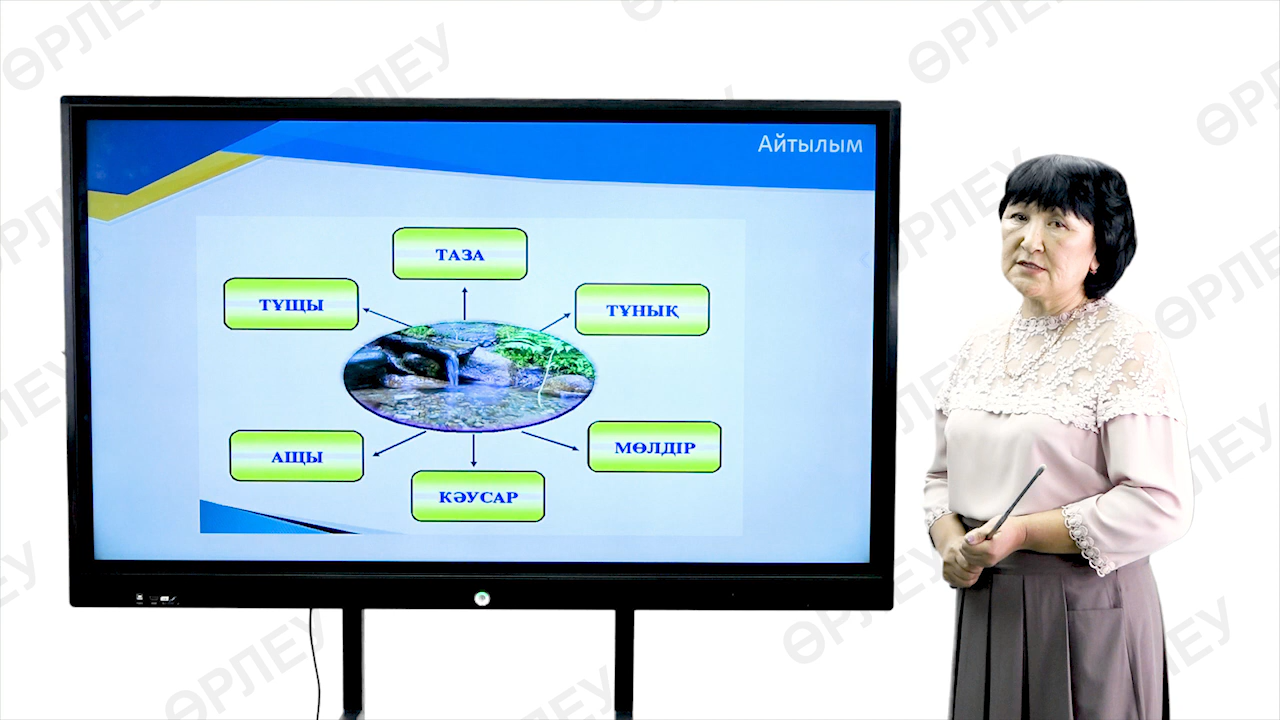 Айтылым
ТАЗА
ТҰЩЫ
ТҰНЫҚ
АЩЫ
МӨЛДІР
КӘУСАР
ӨРЛЕУ